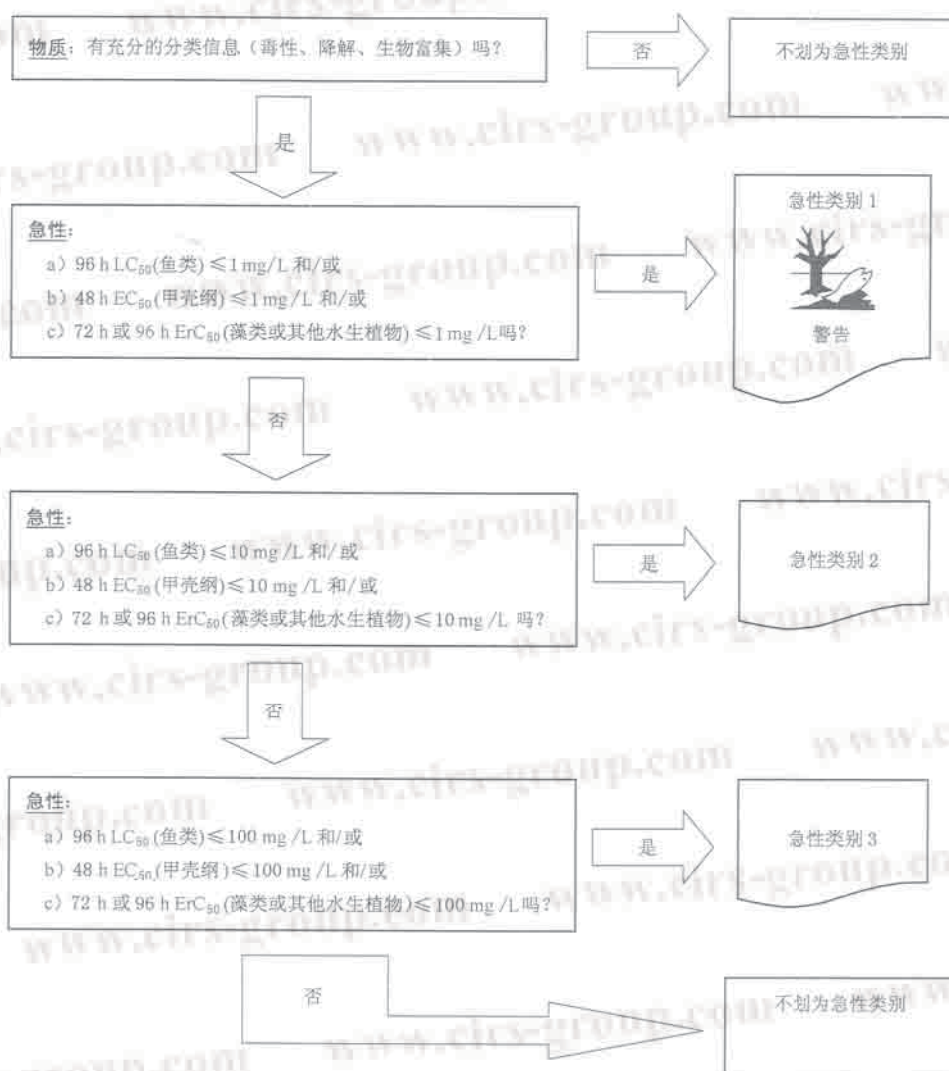 物质：有充分的分类信息（毒性、降解、生物富集）吗？
否
不划为急性类别
是
急性：
a）96 h LC₅₀(鱼类)≤1 mg/L 和/或
b）48 h EC₅₀(甲壳纲)≤1 mg/L 和/或
c）72 h 或 96 h ErC₅₀(藻类或其他水生植物)≤1 mg/L吗？
是
急性类别 1
警告
否
急性：
a）96 h LC₅₀(鱼类)≤10 mg/L 和/或
b）48 h EC₅₀(甲壳纲)≤10 mg/L 和/或
c）72 h 或 96 h ErC₅₀(藻类或其他水生植物)≤10 mg/L 吗？
是
急性类别 2
否
急性：
a）96 h LC₅₀(鱼类)≤100 mg/L 和/或
b）48 h EC₅₀(甲壳纲)≤100 mg/L 和/或
c）72 h 或 96 h ErC₅₀(藻类或其他水生植物)≤100 mg/L吗？
是
急性类别 3
否
不划为急性类别
www.cirs-group.com